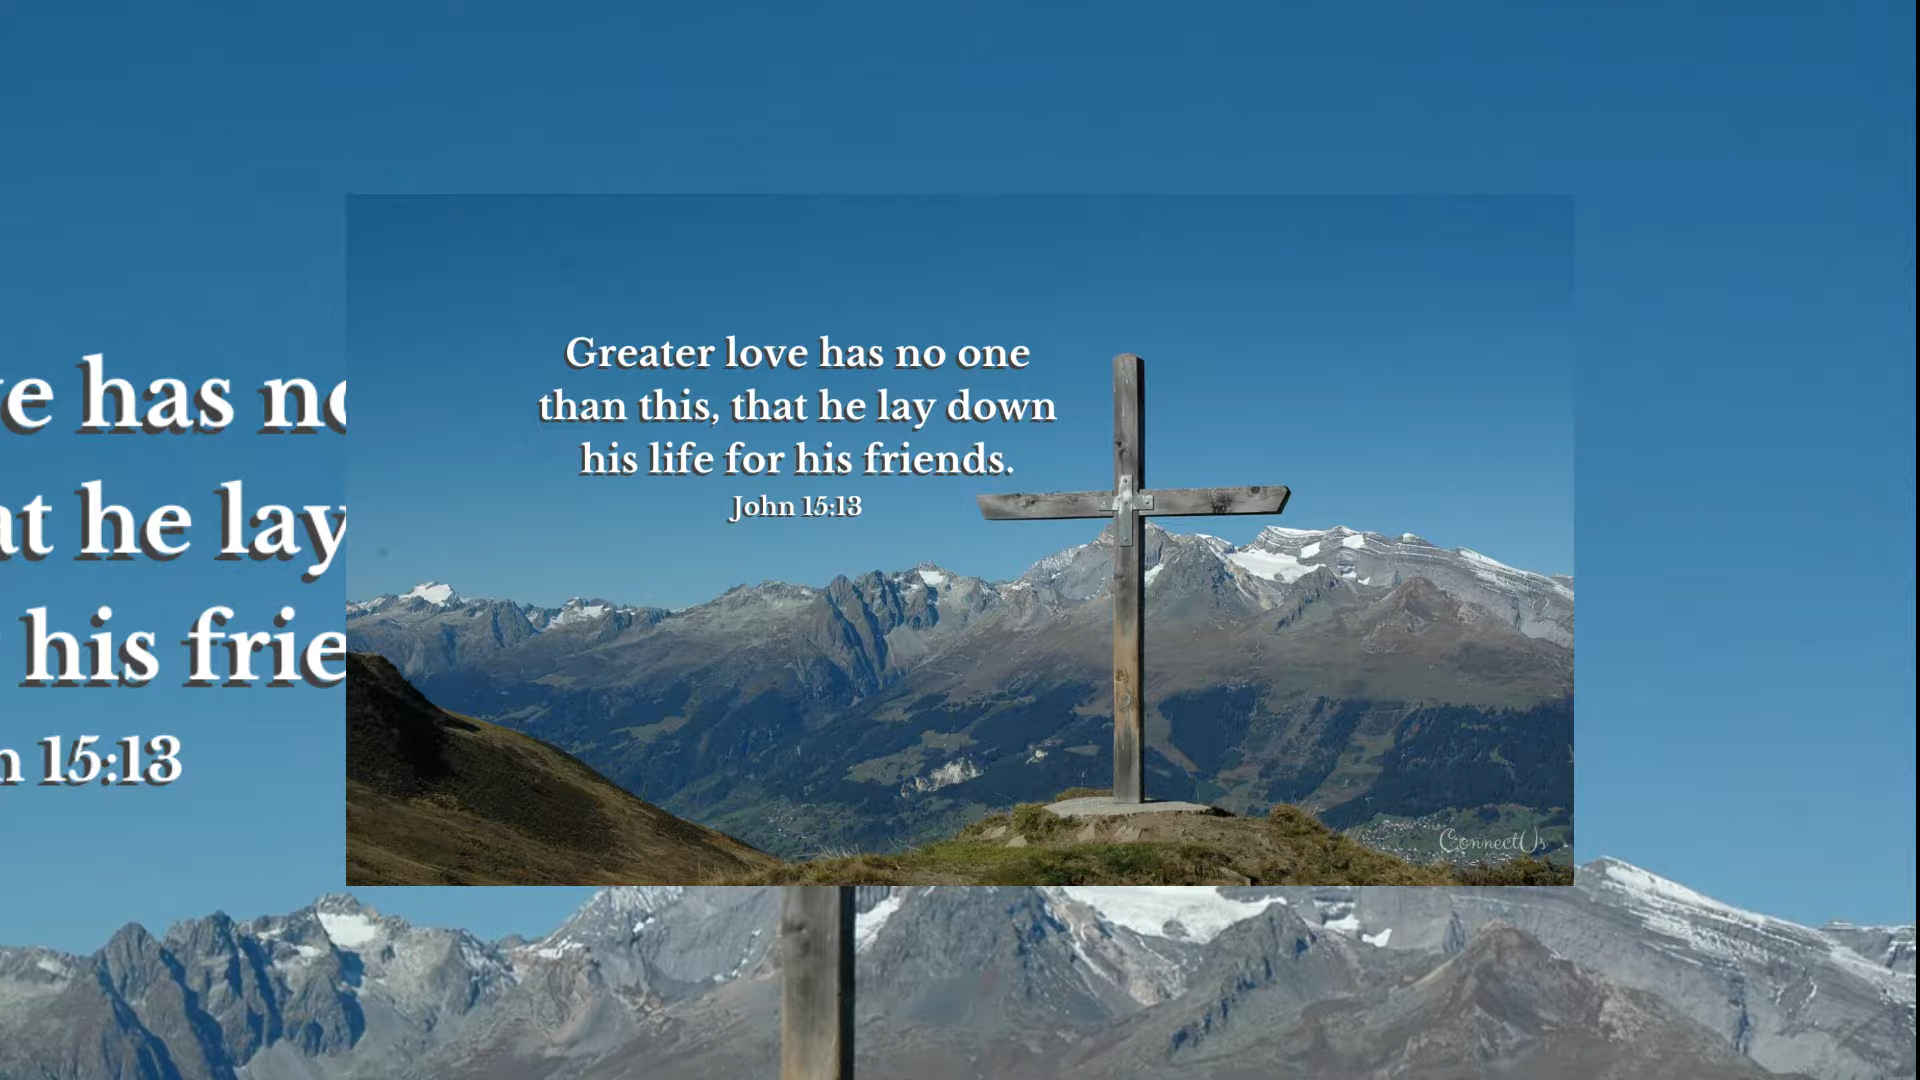 Greater love has no one
than this, that he lay down
his life for his friends.
John 15:13
ConnectUs
ve has no
at he lay
his frie
n 15:13